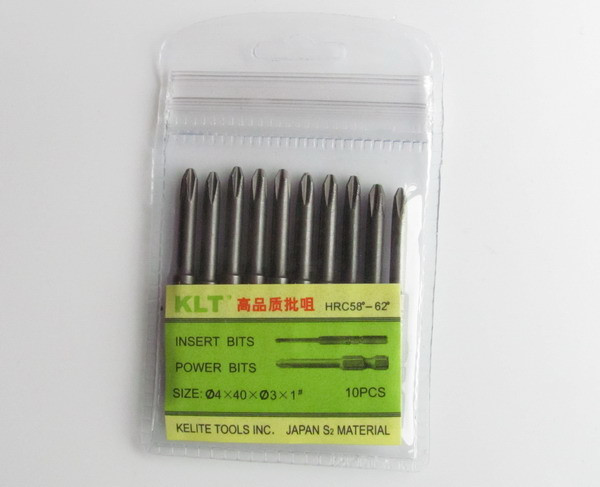 KLT 高品质批咀 HRC58°-62°
INSERT BITS
POWER BITS
SIZE: Ø4×40×Ø3×1# 10PCS
KELITE TOOLS INC. JAPAN S2 MATERIAL